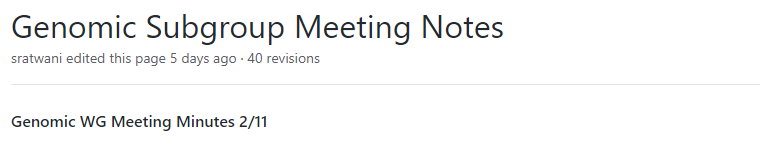 Genomic Subgroup Meeting Notes
sratwani edited this page 5 days ago · 40 revisions
Genomic WG Meeting Minutes 2/11